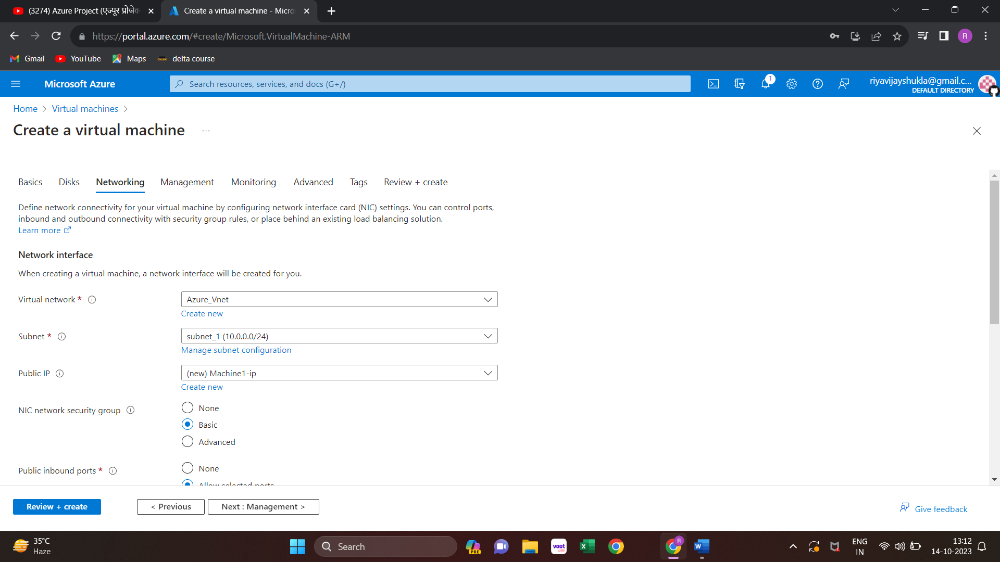 (3274) Azure Project (एज्यूर प्रोजेक
Create a virtual machine - Micro
https://portal.azure.com/#create/Microsoft.VirtualMachine-ARM
R
Gmail
YouTube
Maps
delta course
Microsoft Azure
Search resources, services, and docs (G+/)
1
riyavijayshukla@gmail.c...
DEFAULT DIRECTORY
Home > Virtual machines >
Create a virtual machine ...
Basics
Disks
Networking
Management
Monitoring
Advanced
Tags
Review + create
Define network connectivity for your virtual machine by configuring network interface card (NIC) settings. You can control ports,
inbound and outbound connectivity with security group rules, or place behind an existing load balancing solution.
Learn more
Network interface
When creating a virtual machine, a network interface will be created for you.
Virtual network *
Azure_Vnet
Create new
Subnet *
subnet_1 (10.0.0.0/24)
Manage subnet configuration
Public IP
(new) Machine1-ip
Create new
NIC network security group
None
Basic
Advanced
Public inbound ports *
None
Allow selected ports
Review + create
< Previous
Next : Management >
Give feedback
35°C
Haze
Search
PRE
voot
R
ENG
IN
13:12
14-10-2023